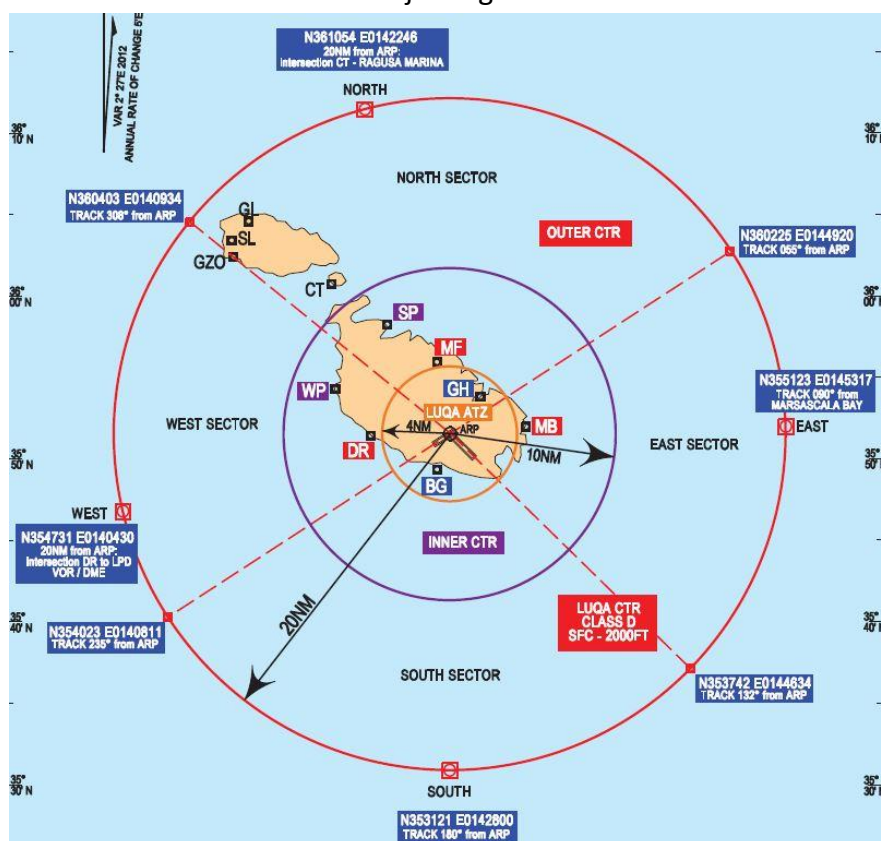 VAR 2° 27'E 2012
ANNUAL RATE OF CHANGE 5'E
N361054 E0142246
20NM from ARP:
Intersection CT - RAGUSA MARINA
NORTH
36°
10' N
36°
10' N
NORTH SECTOR
N360403 E0140934
TRACK 308° from ARP
GL
SL
GZO
OUTER CTR
N360225 E0144920
TRACK 055° from ARP
CT
36°
00' N
36°
00' N
SP
MF
WP
GH
N355123 E0145317
TRACK 090° from
MARSASCALA BAY
WEST SECTOR
LUQA ATZ
4NM
ARP
MB
EAST SECTOR
EAST
DR
10NM
35°
50' N
35°
50' N
BG
WEST
N354731 E0140430
20NM from ARP:
Intersection DR to LPD
VOR / DME
INNER CTR
20NM
LUQA CTR
CLASS D
SFC - 2000FT
35°
40' N
35°
40' N
N354023 E0140811
TRACK 235° from ARP
SOUTH SECTOR
N353742 E0144634
TRACK 132° from ARP
35°
30' N
35°
SOUTH
N353121 E0142800
TRACK 180° from ARP